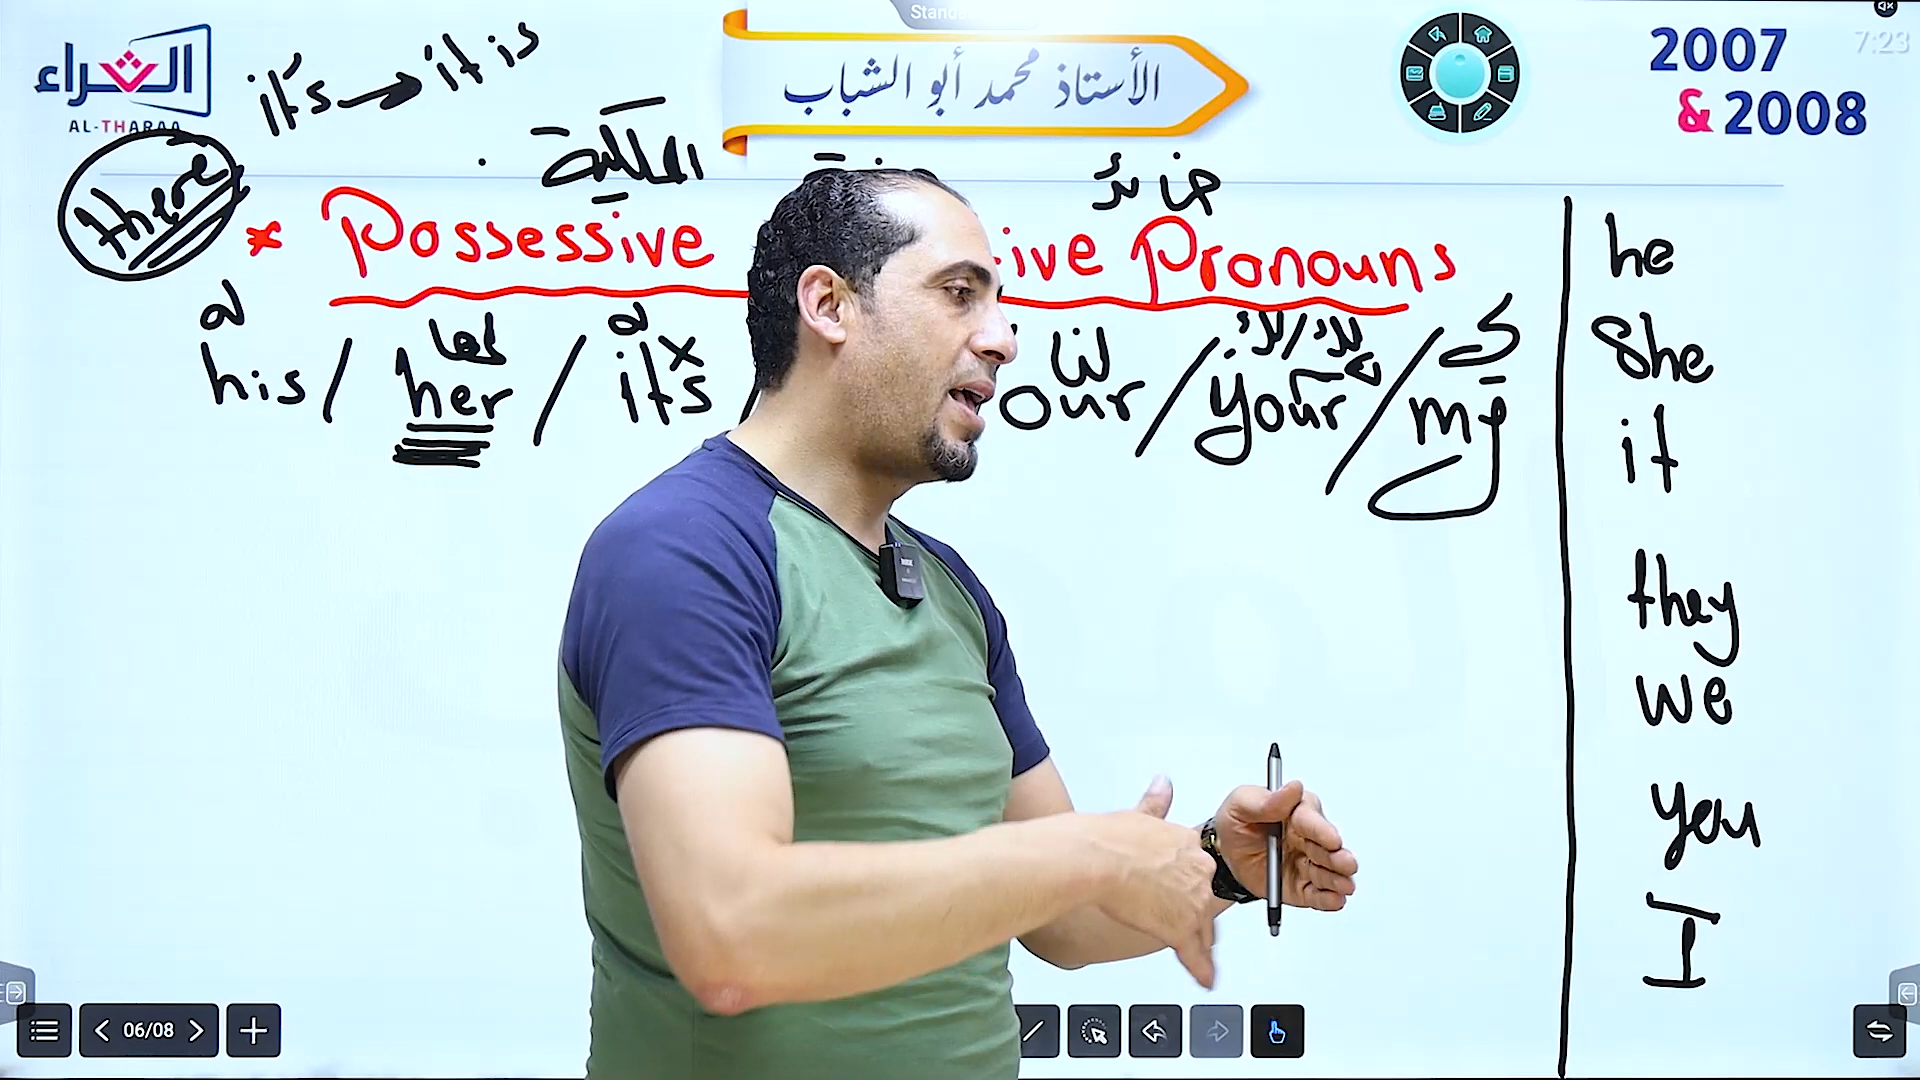 Stand
الثراء
AL-THARAA
it's → it is
الأستاذ محمد أبو الشباب
2007
& 2008
7:23
there
الملكية
* Possessive ive Pronouns
ه لها ه لنا ي
his / her / its / our / your / my
he
She
it
they
we
you
I
06/08